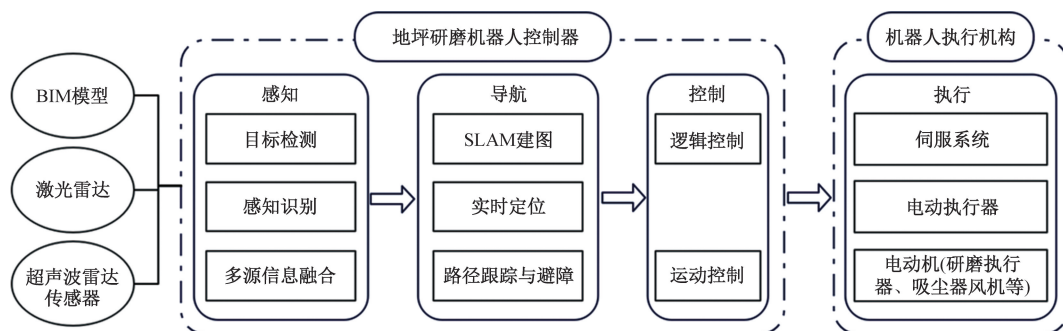 地坪研磨机器人控制器
机器人执行机构
BIM模型
激光雷达
超声波雷达
传感器
感知
目标检测
感知识别
多源信息融合
导航
SLAM建图
实时定位
路径跟踪与避障
控制
逻辑控制
运动控制
执行
伺服系统
电动执行器
电动机(研磨执行
器、吸尘器风机等)